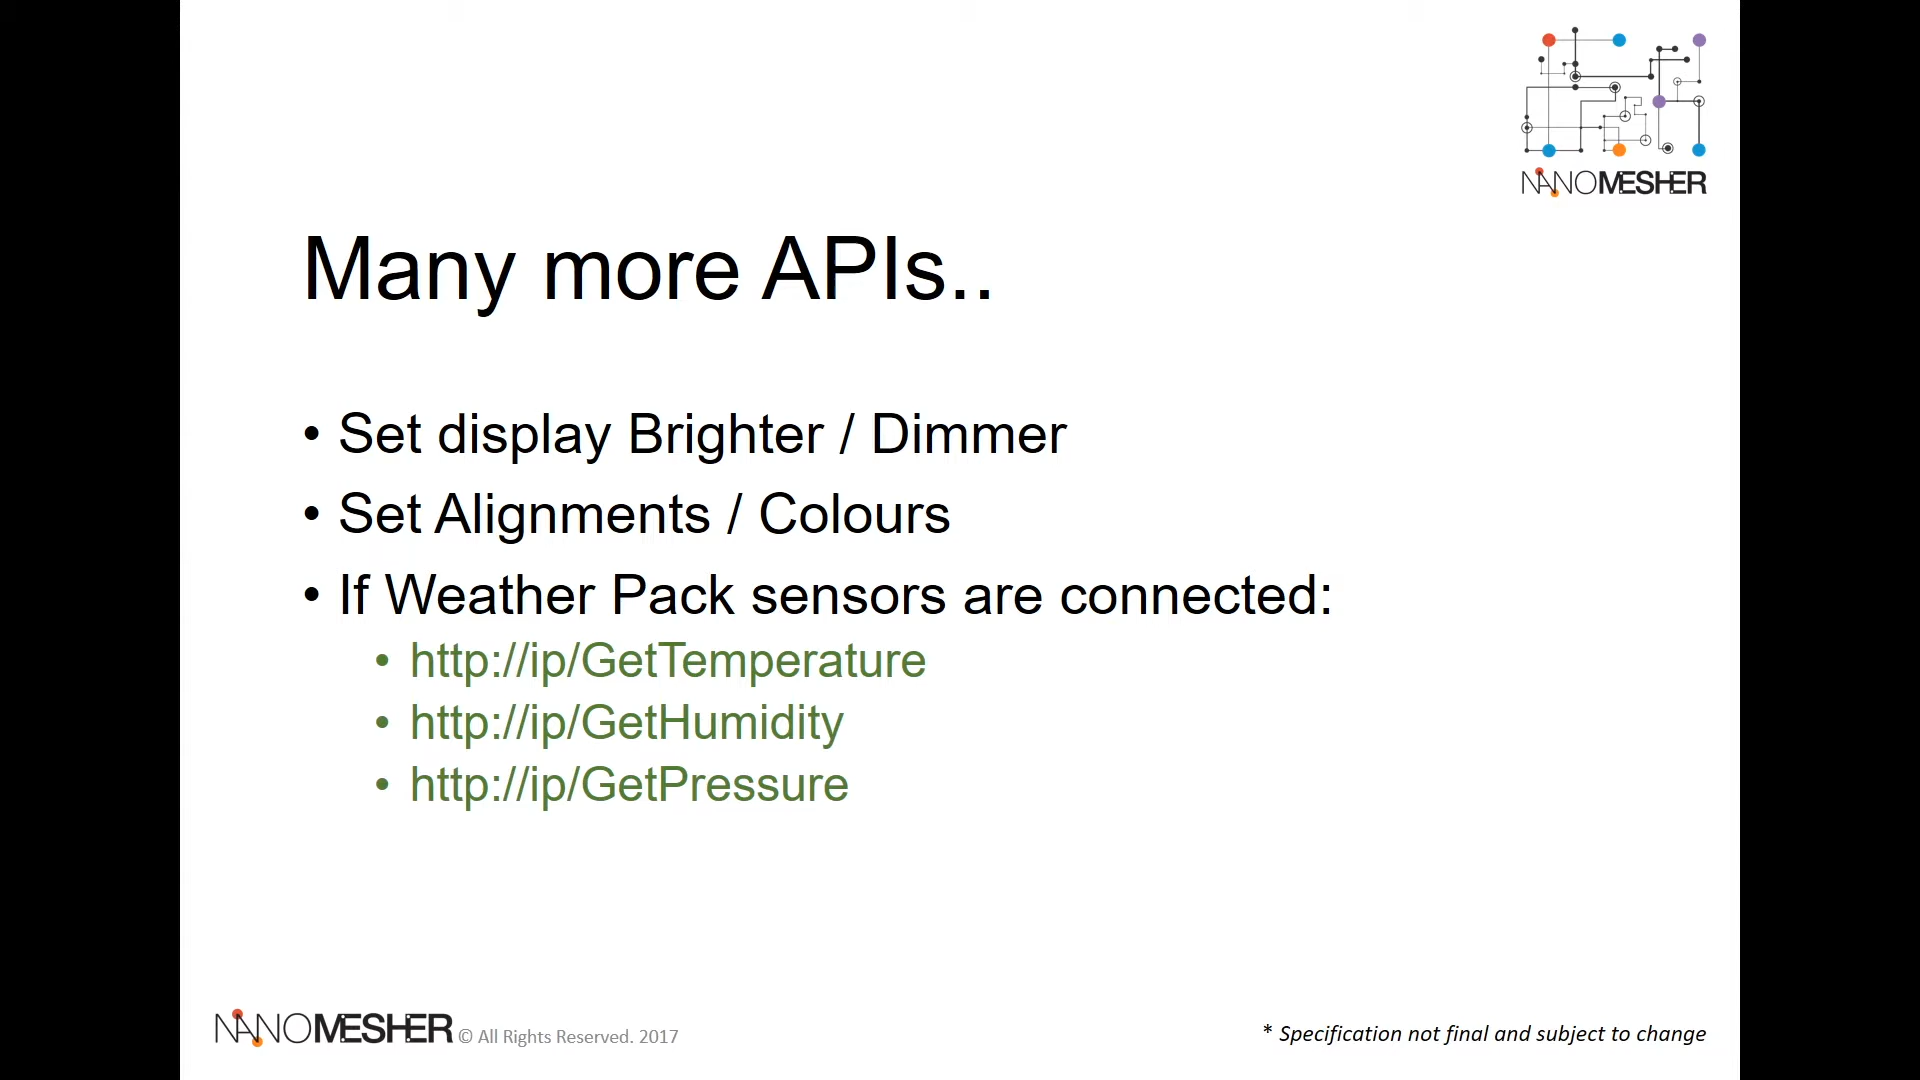 NANOMESHER
Many more APIs..
• Set display Brighter / Dimmer
• Set Alignments / Colours
• If Weather Pack sensors are connected:
• http://ip/GetTemperature
• http://ip/GetHumidity
• http://ip/GetPressure
NANOMESHER © All Rights Reserved. 2017
* Specification not final and subject to change